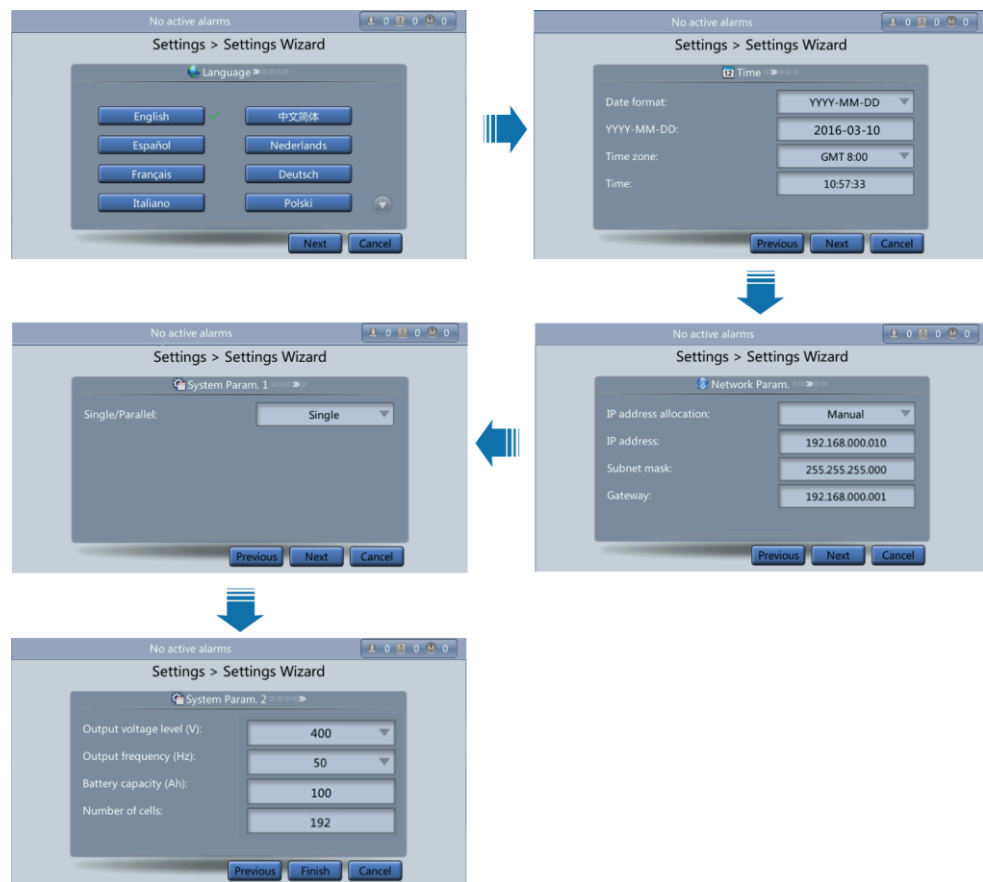 No active alarms 0 0 0
Settings > Settings Wizard
Language
English 中文简体
Español Nederlands
Français Deutsch
Italiano Polski
Next Cancel
No active alarms 0 0 0
Settings > Settings Wizard
12 Time
Date format: YYYY-MM-DD
YYYY-MM-DD: 2016-03-10
Time zone: GMT 8:00
Time: 10:57:33
Previous Next Cancel
No active alarms 0 0 0
Settings > Settings Wizard
Network Param.
IP address allocation: Manual
IP address: 192.168.000.010
Subnet mask: 255.255.255.000
Gateway: 192.168.000.001
Previous Next Cancel
No active alarms 0 0 0
Settings > Settings Wizard
System Param. 1
Single/Parallel: Single
Previous Next Cancel
No active alarms 0 0 0
Settings > Settings Wizard
System Param. 2
Output voltage level (V): 400
Output frequency (Hz): 50
Battery capacity (Ah): 100
Number of cells: 192
Previous Finish Cancel